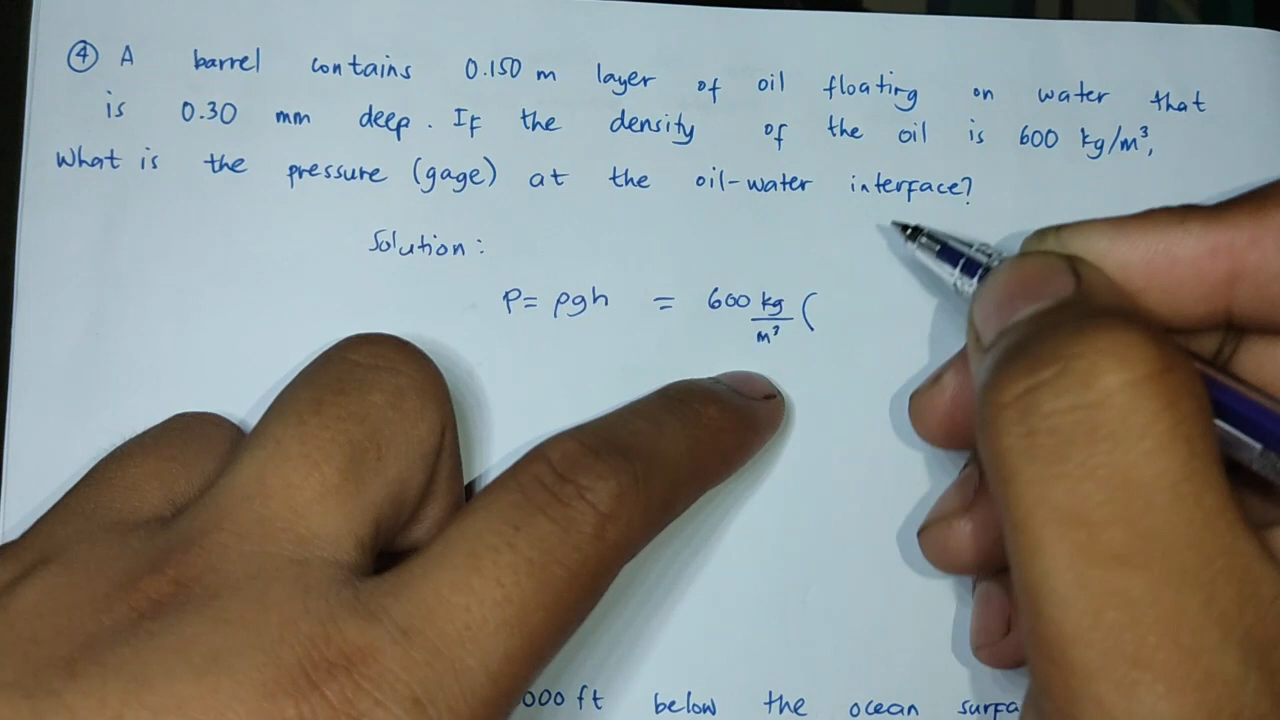 ④ A barrel contains 0.150 m layer of oil floating on water that
is 0.30 mm deep. If the density of the oil is 600 kg/m³,
What is the pressure (gage) at the oil-water interface?
Solution:
P = ρgh = 600 kg/m³ (
000 ft below the ocean